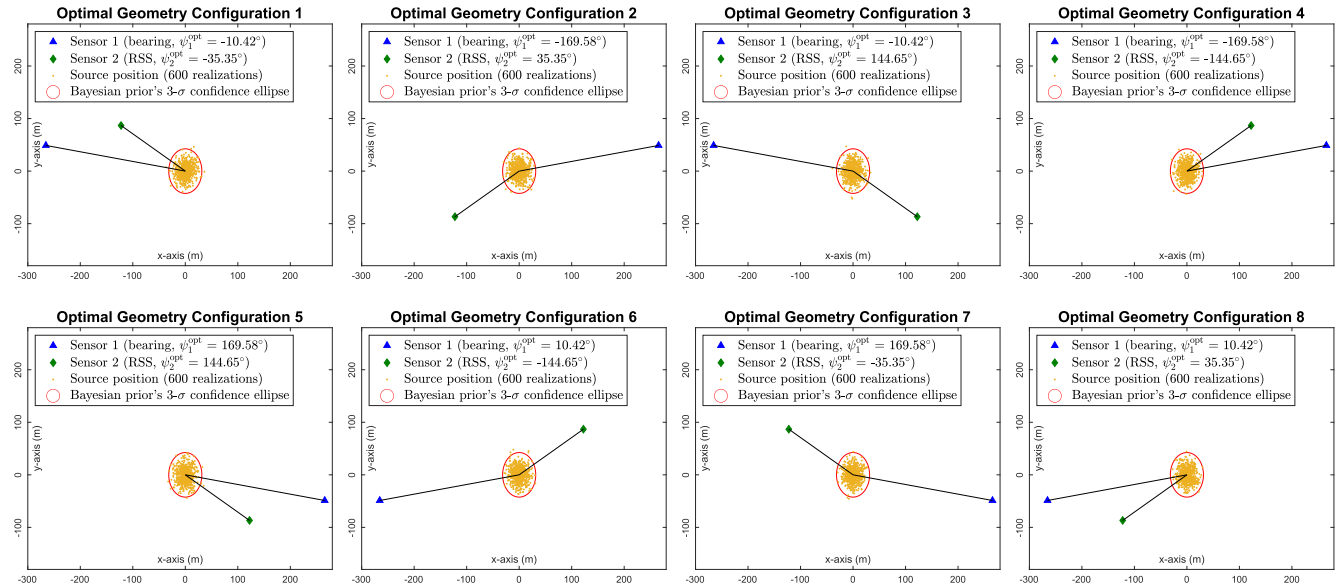 Optimal Geometry Configuration 1
Sensor 1 (bearing, ψ₁ᵒᵖᵗ = -10.42°)
Sensor 2 (RSS, ψ₂ᵒᵖᵗ = -35.35°)
Source position (600 realizations)
Bayesian prior's 3-σ confidence ellipse
200
100
0
-100
y-axis (m)
x-axis (m)
-300 -200 -100 0 100 200
Optimal Geometry Configuration 2
Sensor 1 (bearing, ψ₁ᵒᵖᵗ = -169.58°)
Sensor 2 (RSS, ψ₂ᵒᵖᵗ = 35.35°)
Source position (600 realizations)
Bayesian prior's 3-σ confidence ellipse
200
100
0
-100
y-axis (m)
x-axis (m)
-300 -200 -100 0 100 200
Optimal Geometry Configuration 3
Sensor 1 (bearing, ψ₁ᵒᵖᵗ = -10.42°)
Sensor 2 (RSS, ψ₂ᵒᵖᵗ = 144.65°)
Source position (600 realizations)
Bayesian prior's 3-σ confidence ellipse
200
100
0
-100
y-axis (m)
x-axis (m)
-300 -200 -100 0 100 200
Optimal Geometry Configuration 4
Sensor 1 (bearing, ψ₁ᵒᵖᵗ = -169.58°)
Sensor 2 (RSS, ψ₂ᵒᵖᵗ = -144.65°)
Source position (600 realizations)
Bayesian prior's 3-σ confidence ellipse
200
100
0
-100
y-axis (m)
x-axis (m)
-300 -200 -100 0 100 200
Optimal Geometry Configuration 5
Sensor 1 (bearing, ψ₁ᵒᵖᵗ = 169.58°)
Sensor 2 (RSS, ψ₂ᵒᵖᵗ = 144.65°)
Source position (600 realizations)
Bayesian prior's 3-σ confidence ellipse
200
100
0
-100
y-axis (m)
x-axis (m)
-300 -200 -100 0 100 200
Optimal Geometry Configuration 6
Sensor 1 (bearing, ψ₁ᵒᵖᵗ = 10.42°)
Sensor 2 (RSS, ψ₂ᵒᵖᵗ = -144.65°)
Source position (600 realizations)
Bayesian prior's 3-σ confidence ellipse
200
100
0
-100
y-axis (m)
x-axis (m)
-300 -200 -100 0 100 200
Optimal Geometry Configuration 7
Sensor 1 (bearing, ψ₁ᵒᵖᵗ = 169.58°)
Sensor 2 (RSS, ψ₂ᵒᵖᵗ = -35.35°)
Source position (600 realizations)
Bayesian prior's 3-σ confidence ellipse
200
100
0
-100
y-axis (m)
x-axis (m)
-300 -200 -100 0 100 200
Optimal Geometry Configuration 8
Sensor 1 (bearing, ψ₁ᵒᵖᵗ = 10.42°)
Sensor 2 (RSS, ψ₂ᵒᵖᵗ = 35.35°)
Source position (600 realizations)
Bayesian prior's 3-σ confidence ellipse
200
100
0
-100
y-axis (m)
x-axis (m)
-300 -200 -100 0 100 200